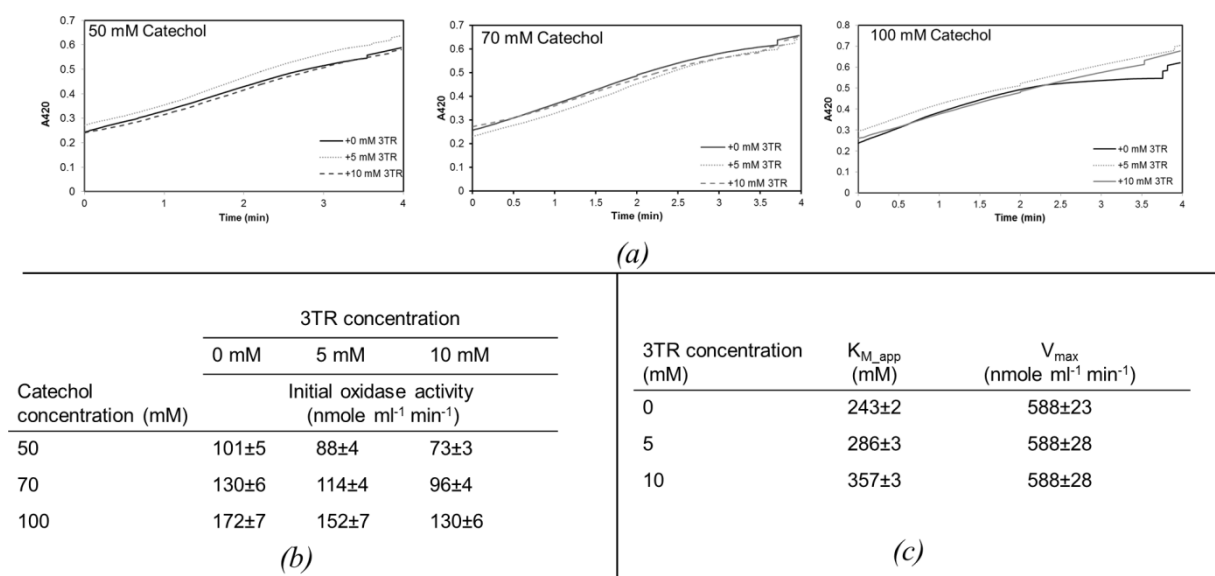 50 mM Catechol
0.7
0.6
0.5
0.4
0.3
0.2
0.1
0
A420
0 1 2 3 4
Time (min)
+0 mM 3TR
+5 mM 3TR
+10 mM 3TR
70 mM Catechol
0.7
0.6
0.5
0.4
0.3
0.2
0.1
0
A420
0 0.5 1 1.5 2 2.5 3 3.5 4
Time (min)
+0 mM 3TR
+5 mM 3TR
+10 mM 3TR
100 mM Catechol
0.8
0.7
0.6
0.5
0.4
0.3
0.2
0.1
0
A420
0 0.5 1 1.5 2 2.5 3 3.5 4
Time (min)
+0 mM 3TR
+5 mM 3TR
+10 mM 3TR
(a)
3TR concentration
0 mM 5 mM 10 mM
Catechol
concentration (mM)
Initial oxidase activity
(nmole ml-1 min-1)
50 101±5 88±4 73±3
70 130±6 114±4 96±4
100 172±7 152±7 130±6
(b)
3TR concentration
(mM)
KM_app
(mM)
Vmax
(nmole ml-1 min-1)
0 243±2 588±23
5 286±3 588±28
10 357±3 588±28
(c)